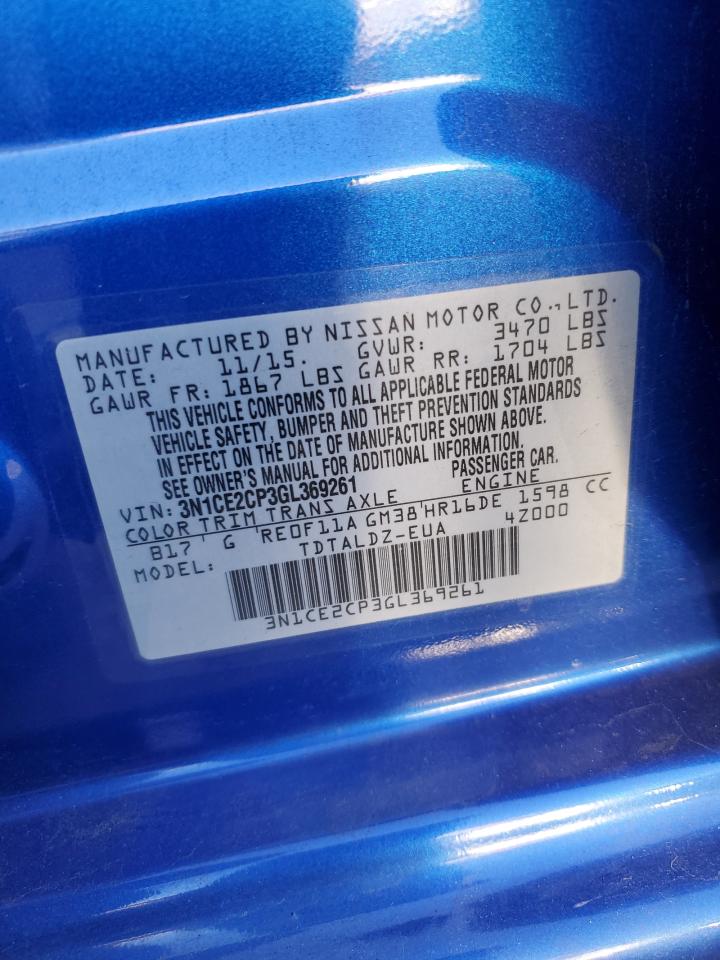 MANUFACTURED BY NISSAN MOTOR CO., LTD.
DATE: 11/15. GVWR: 3470 LBS
GAWR FR: 1867 LBS GAWR RR: 1704 LBS
THIS VEHICLE CONFORMS TO ALL APPLICABLE FEDERAL MOTOR
VEHICLE SAFETY, BUMPER AND THEFT PREVENTION STANDARDS
IN EFFECT ON THE DATE OF MANUFACTURE SHOWN ABOVE.
SEE OWNER'S MANUAL FOR ADDITIONAL INFORMATION.
VIN: 3N1CE2CP3GL369261 PASSENGER CAR.
COLOR TRIM TRANS AXLE ENGINE
B17 G RE0F11A GM38 HR16DE 1598 CC
MODEL: TDTALDZ-EUA 4Z000
3N1CE2CP3GL369261